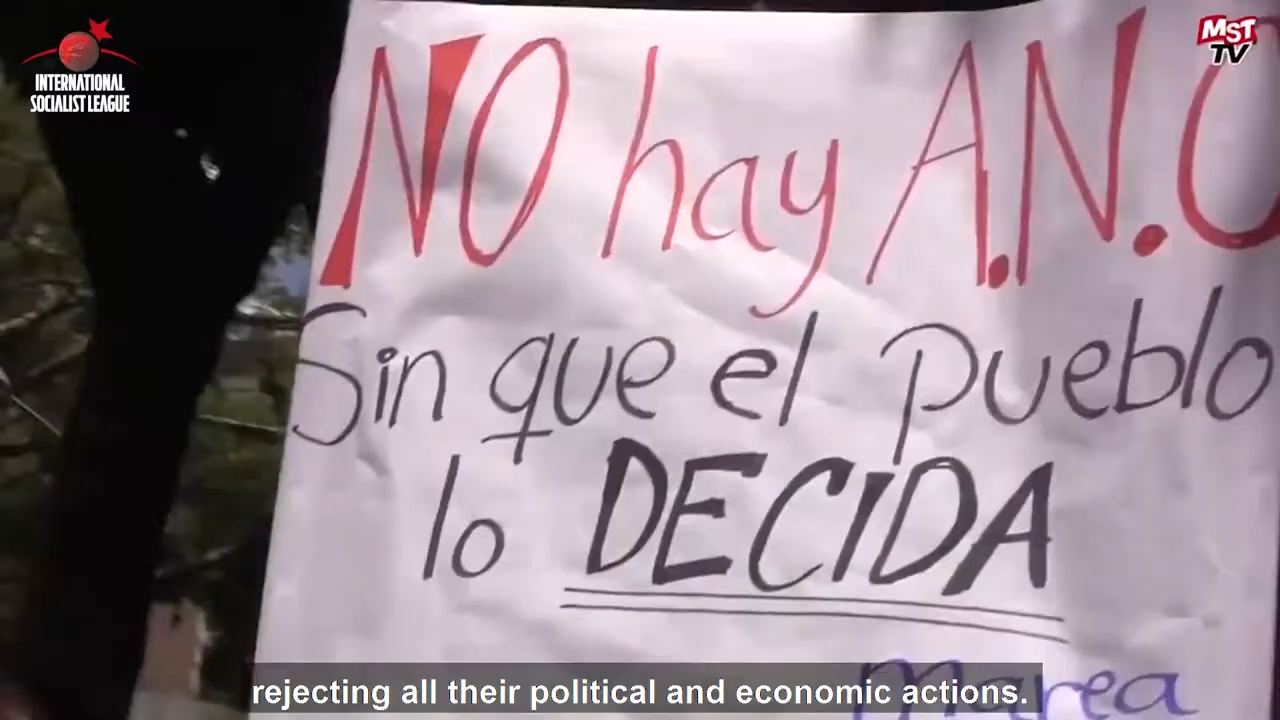 INTERNATIONAL
SOCIALIST LEAGUE
MST
TV
NO hay A.N.C
Sin que el pueblo
lo DECIDA
marea
rejecting all their political and economic actions.